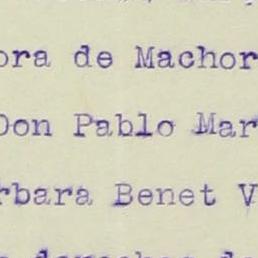 ora de Machor
Don Pablo Mar
rbara Benet V